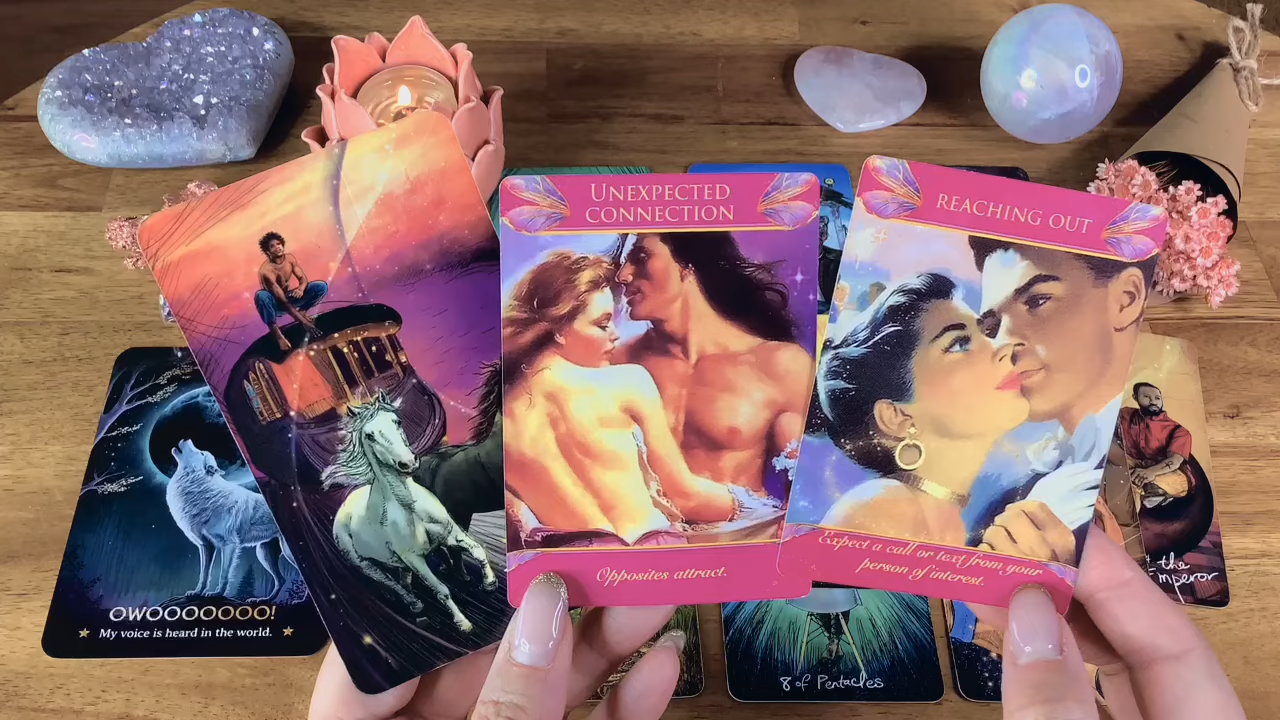 UNEXPECTED
CONNECTION
Opposites attract.
REACHING OUT
Expect a call or text from your
person of interest.
OWOOOOOOO!
My voice is heard in the world.
8 of Pentacles
the
Emperor